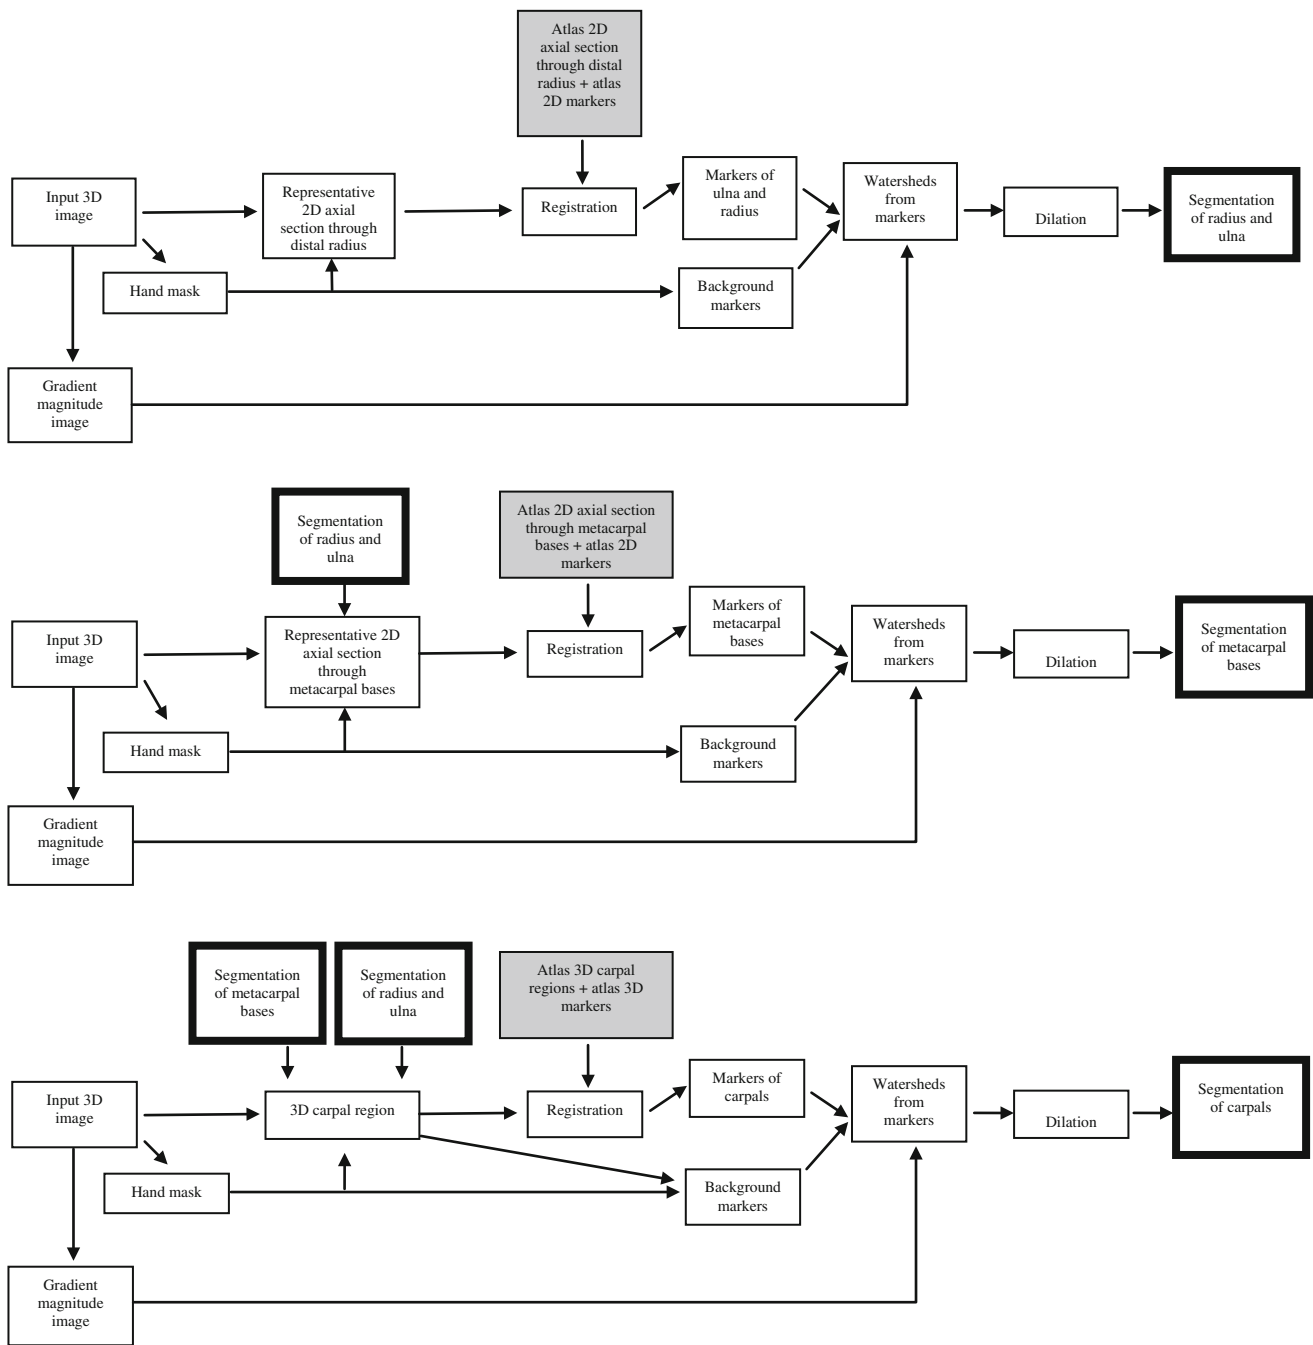 Atlas 2D
axial section
through distal
radius + atlas
2D markers
Input 3D
image
Representative
2D axial
section through
distal radius
Registration
Markers of
ulna and
radius
Watersheds
from
markers
Dilation
Segmentation
of radius and
ulna
Hand mask
Background
markers
Gradient
magnitude
image
Segmentation
of radius and
ulna
Atlas 2D axial section
through metacarpal
bases + atlas 2D
markers
Input 3D
image
Representative 2D
axial section
through
metacarpal bases
Registration
Markers of
metacarpal
bases
Watersheds
from
markers
Dilation
Segmentation
of metacarpal
bases
Hand mask
Background
markers
Gradient
magnitude
image
Segmentation
of metacarpal
bases
Segmentation
of radius and
ulna
Atlas 3D carpal
regions + atlas 3D
markers
Input 3D
image
3D carpal region
Registration
Markers of
carpals
Watersheds
from
markers
Dilation
Segmentation
of carpals
Hand mask
Background
markers
Gradient
magnitude
image